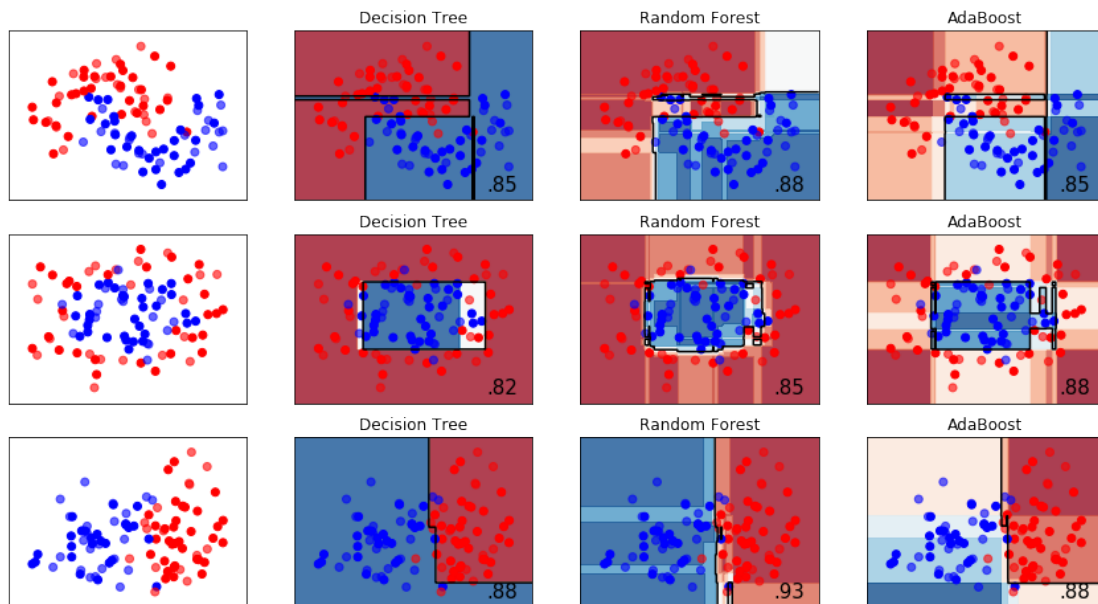 Decision Tree
Random Forest
AdaBoost
.85
.88
.85
Decision Tree
Random Forest
AdaBoost
.82
.85
.88
Decision Tree
Random Forest
AdaBoost
.88
.93
.88